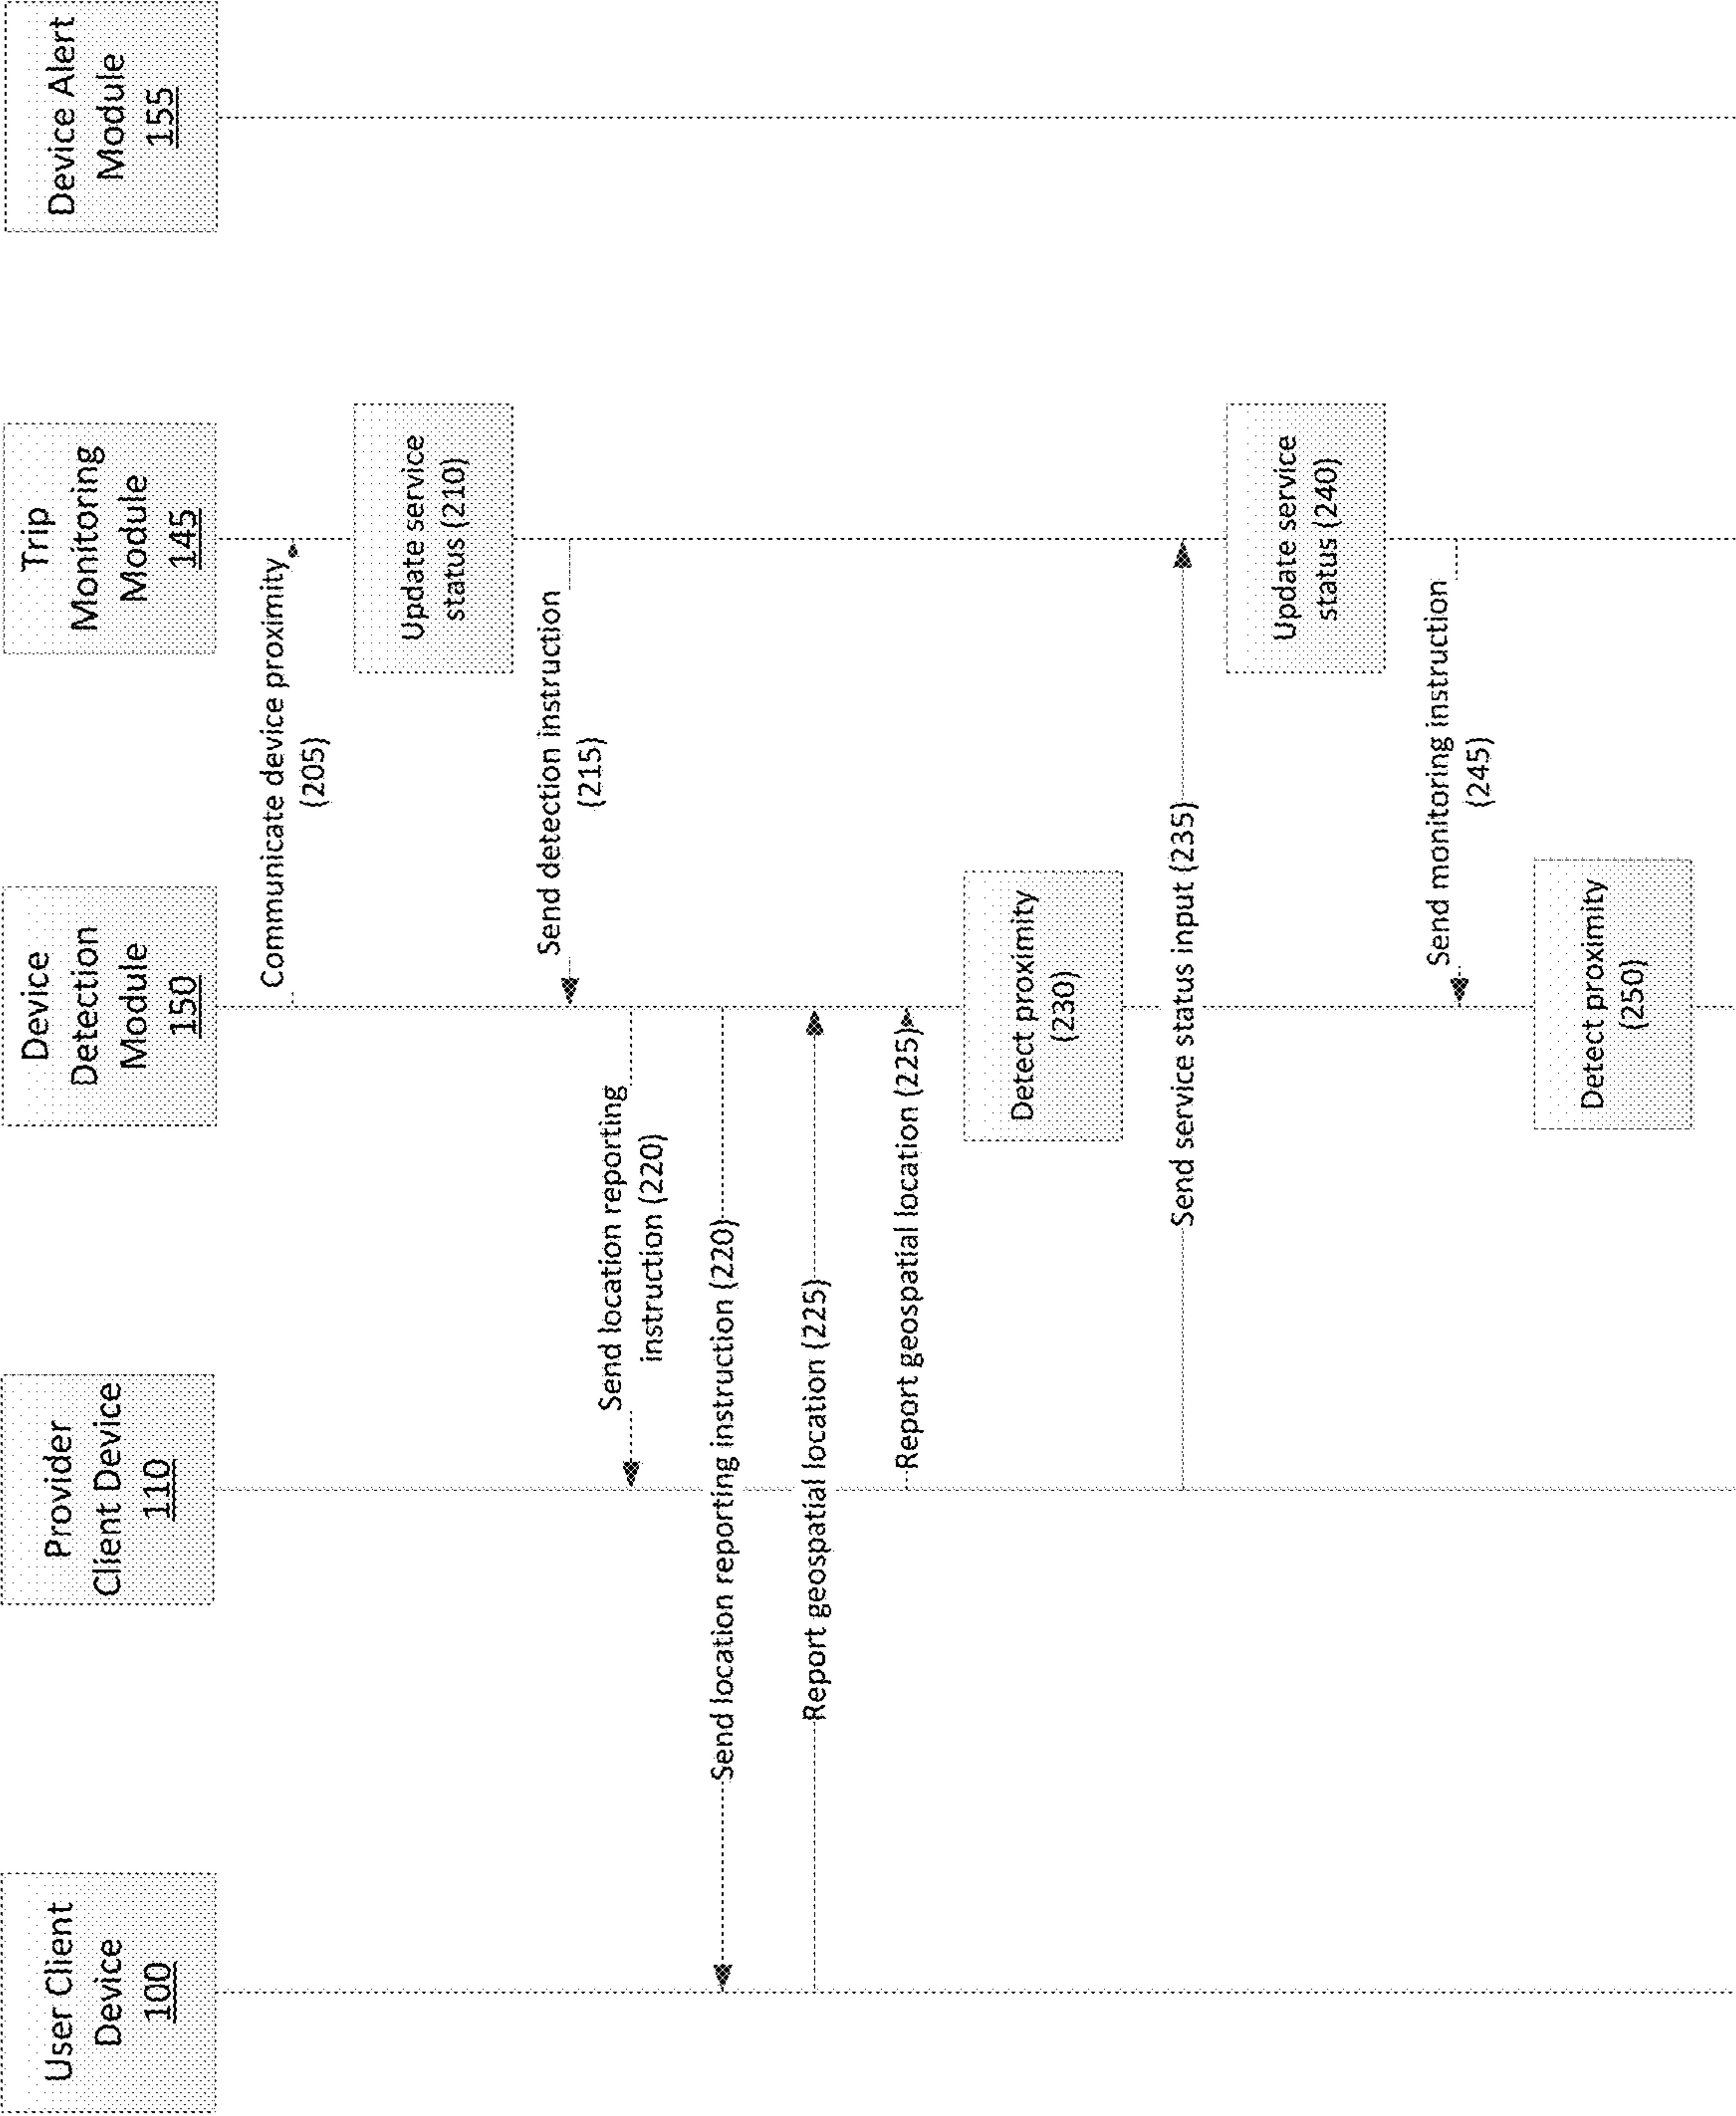 User Client
Device
100
Provider
Client Device
110
Device
Detection
Module
150
Trip
Monitoring
Module
145
Device Alert
Module
155
Communicate device proximity
(205)
Update service
status (210)
Send detection instruction
(215)
Send location reporting
instruction (220)
Send location reporting instruction (220)
Report geospatial location (225)
Report geospatial location (225)
Detect proximity
(230)
Send service status input (235)
Update service
status (240)
Send monitoring instruction
(245)
Detect proximity
(250)